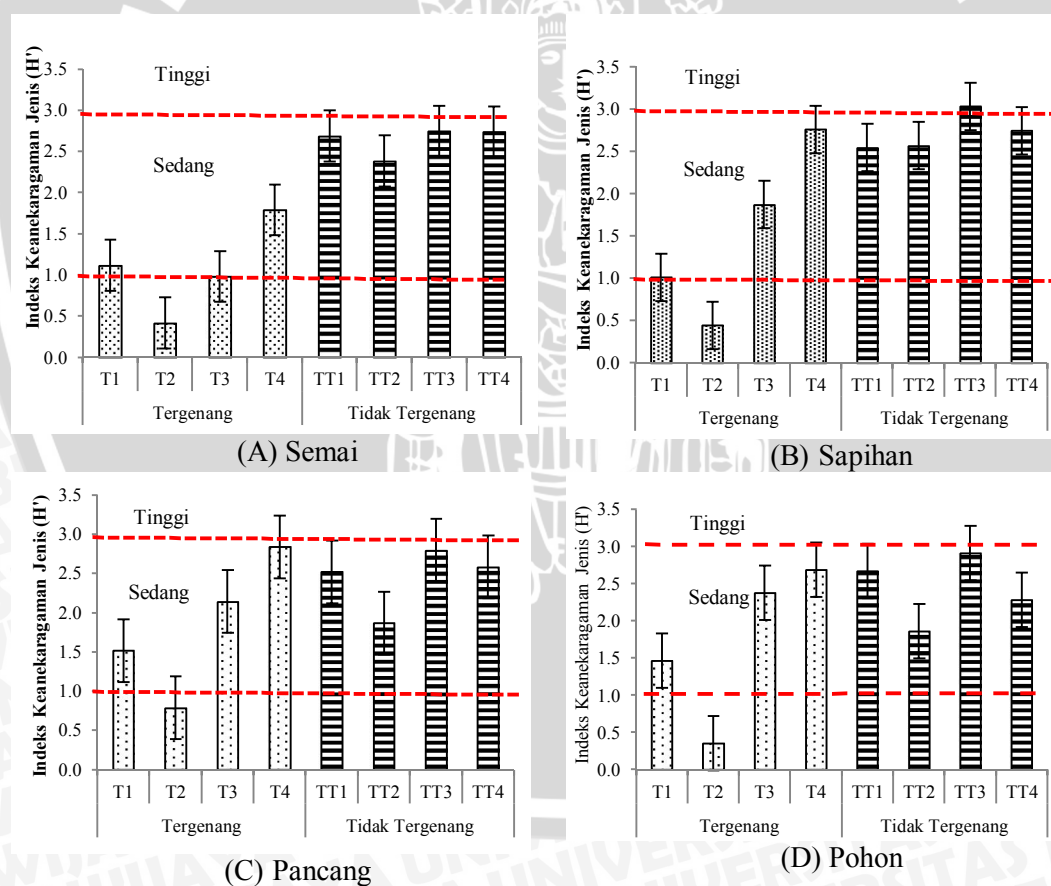 Indeks Keanekaragaman Jenis (H')
3.5
3.0
2.5
2.0
1.5
1.0
0.5
0.0
Tinggi
Sedang
T1 T2 T3 T4 TT1 TT2 TT3 TT4
Tergenang Tidak Tergenang
(A) Semai
Indeks Keanekaragaman Jenis (H')
3.5
3.0
2.5
2.0
1.5
1.0
0.5
0.0
Tinggi
Sedang
T1 T2 T3 T4 TT1 TT2 TT3 TT4
Tergenang Tidak Tergenang
(B) Sapihan
Indeks Keanekaragaman Jenis (H')
3.5
3.0
2.5
2.0
1.5
1.0
0.5
0.0
Tinggi
Sedang
T1 T2 T3 T4 TT1 TT2 TT3 TT4
Tergenang Tidak Tergenang
(C) Pancang
Indeks Keanekaragaman Jenis (H')
3.5
3.0
2.5
2.0
1.5
1.0
0.5
0.0
Tinggi
Sedang
T1 T2 T3 T4 TT1 TT2 TT3 TT4
Tergenang Tidak Tergenang
(D) Pohon